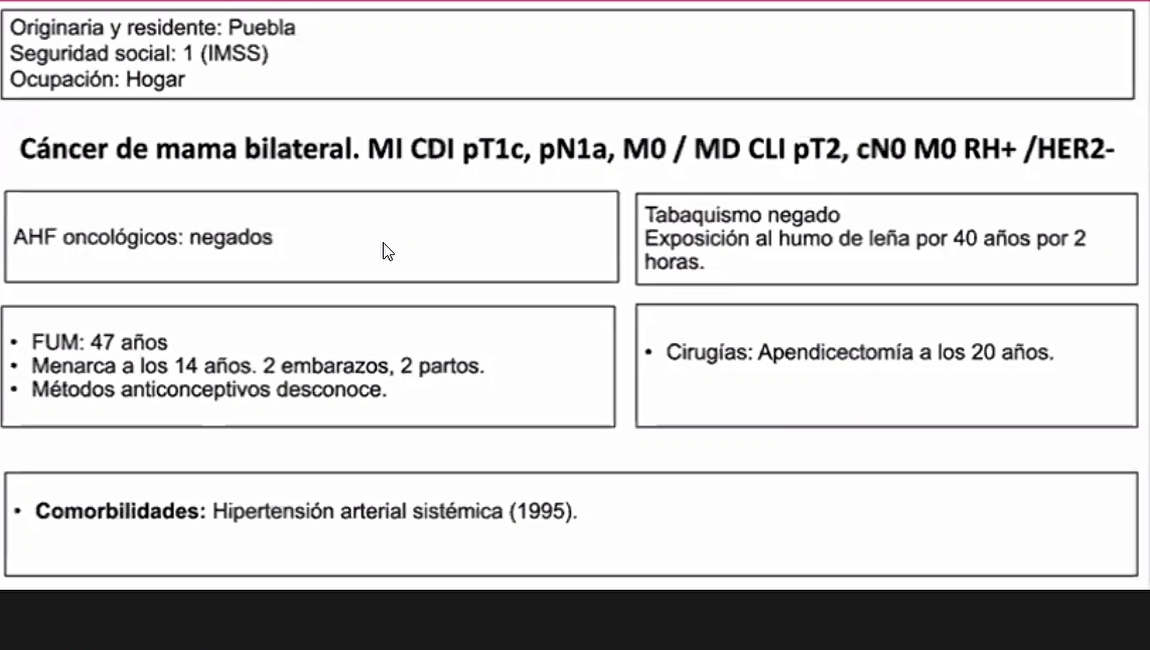 Originaria y residente: Puebla
Seguridad social: 1 (IMSS)
Ocupación: Hogar
Cáncer de mama bilateral. MI CDI pT1c, pN1a, M0 / MD CLI pT2, cN0 M0 RH+ /HER2-
AHF oncológicos: negados
Tabaquismo negado
Exposición al humo de leña por 40 años por 2
horas.
• FUM: 47 años
• Menarca a los 14 años. 2 embarazos, 2 partos.
• Métodos anticonceptivos desconoce.
• Cirugías: Apendicectomía a los 20 años.
• Comorbilidades: Hipertensión arterial sistémica (1995).